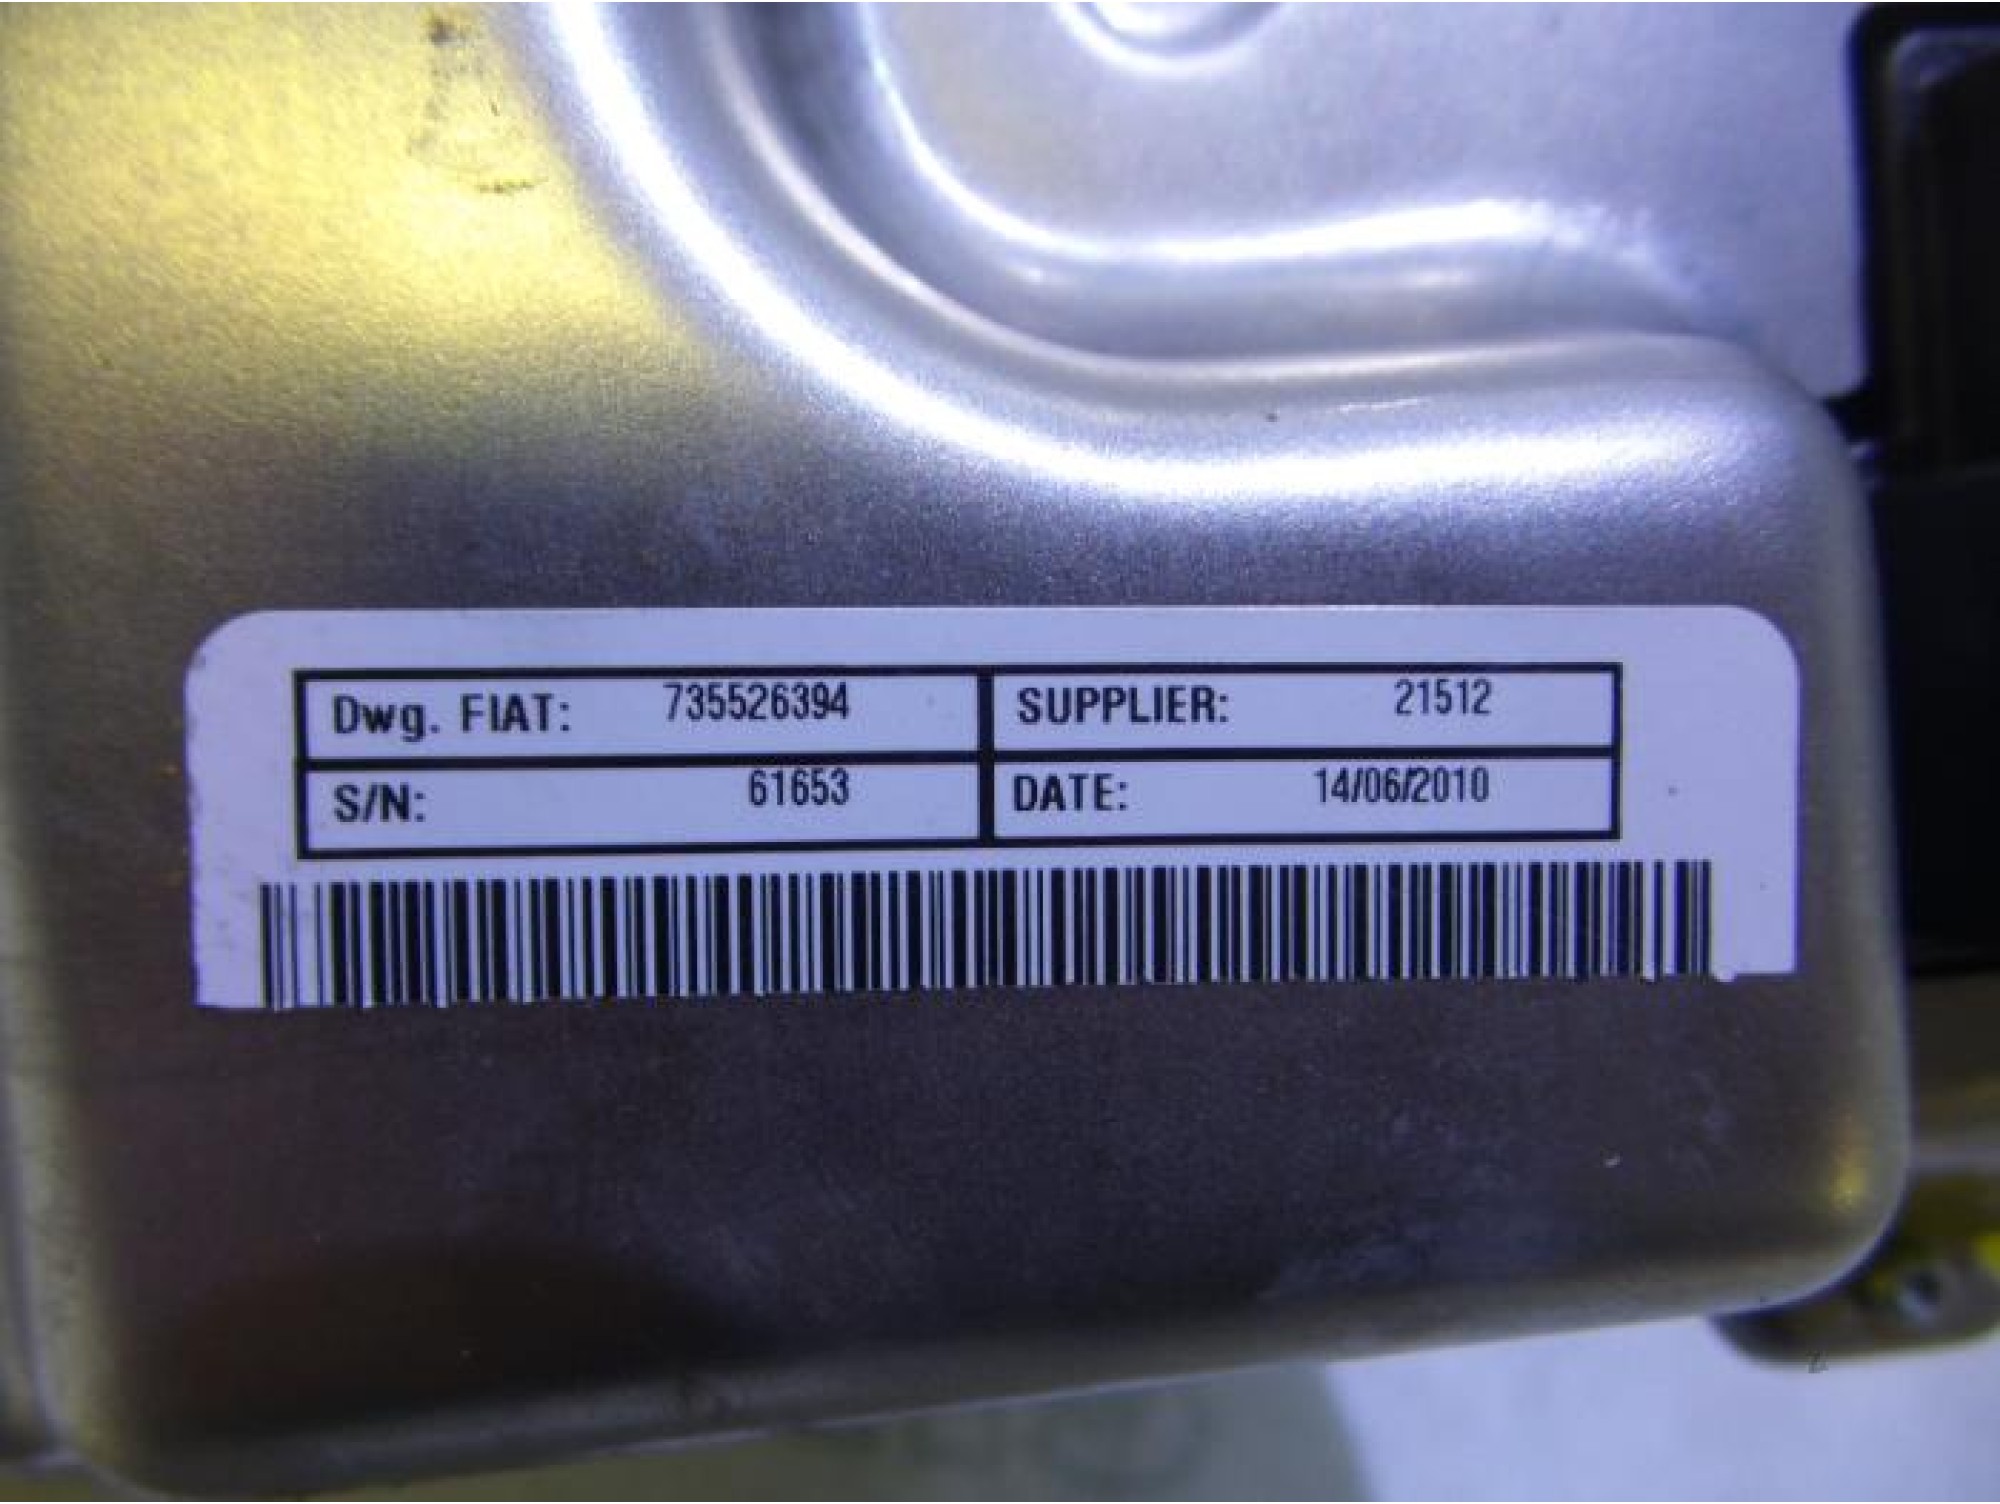 Dwg. FIAT: 735526394 SUPPLIER: 21512
S/N: 61653 DATE: 14/06/2010